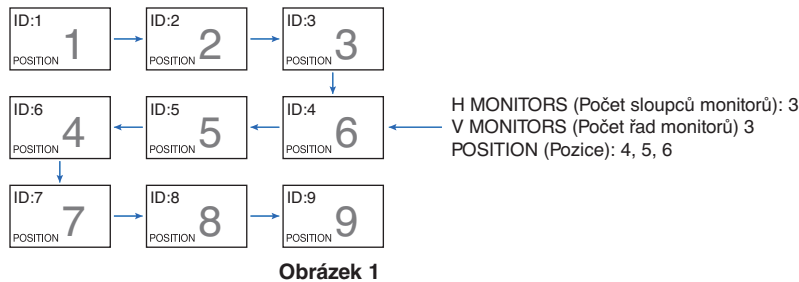 ID:1 ID:2 ID:3
POSITION 1 POSITION 2 POSITION 3
ID:6 ID:5 ID:4
POSITION 4 POSITION 5 POSITION 6
H MONITORS (Počet sloupců monitorů): 3
V MONITORS (Počet řad monitorů) 3
POSITION (Pozice): 4, 5, 6
ID:7 ID:8 ID:9
POSITION 7 POSITION 8 POSITION 9
Obrázek 1